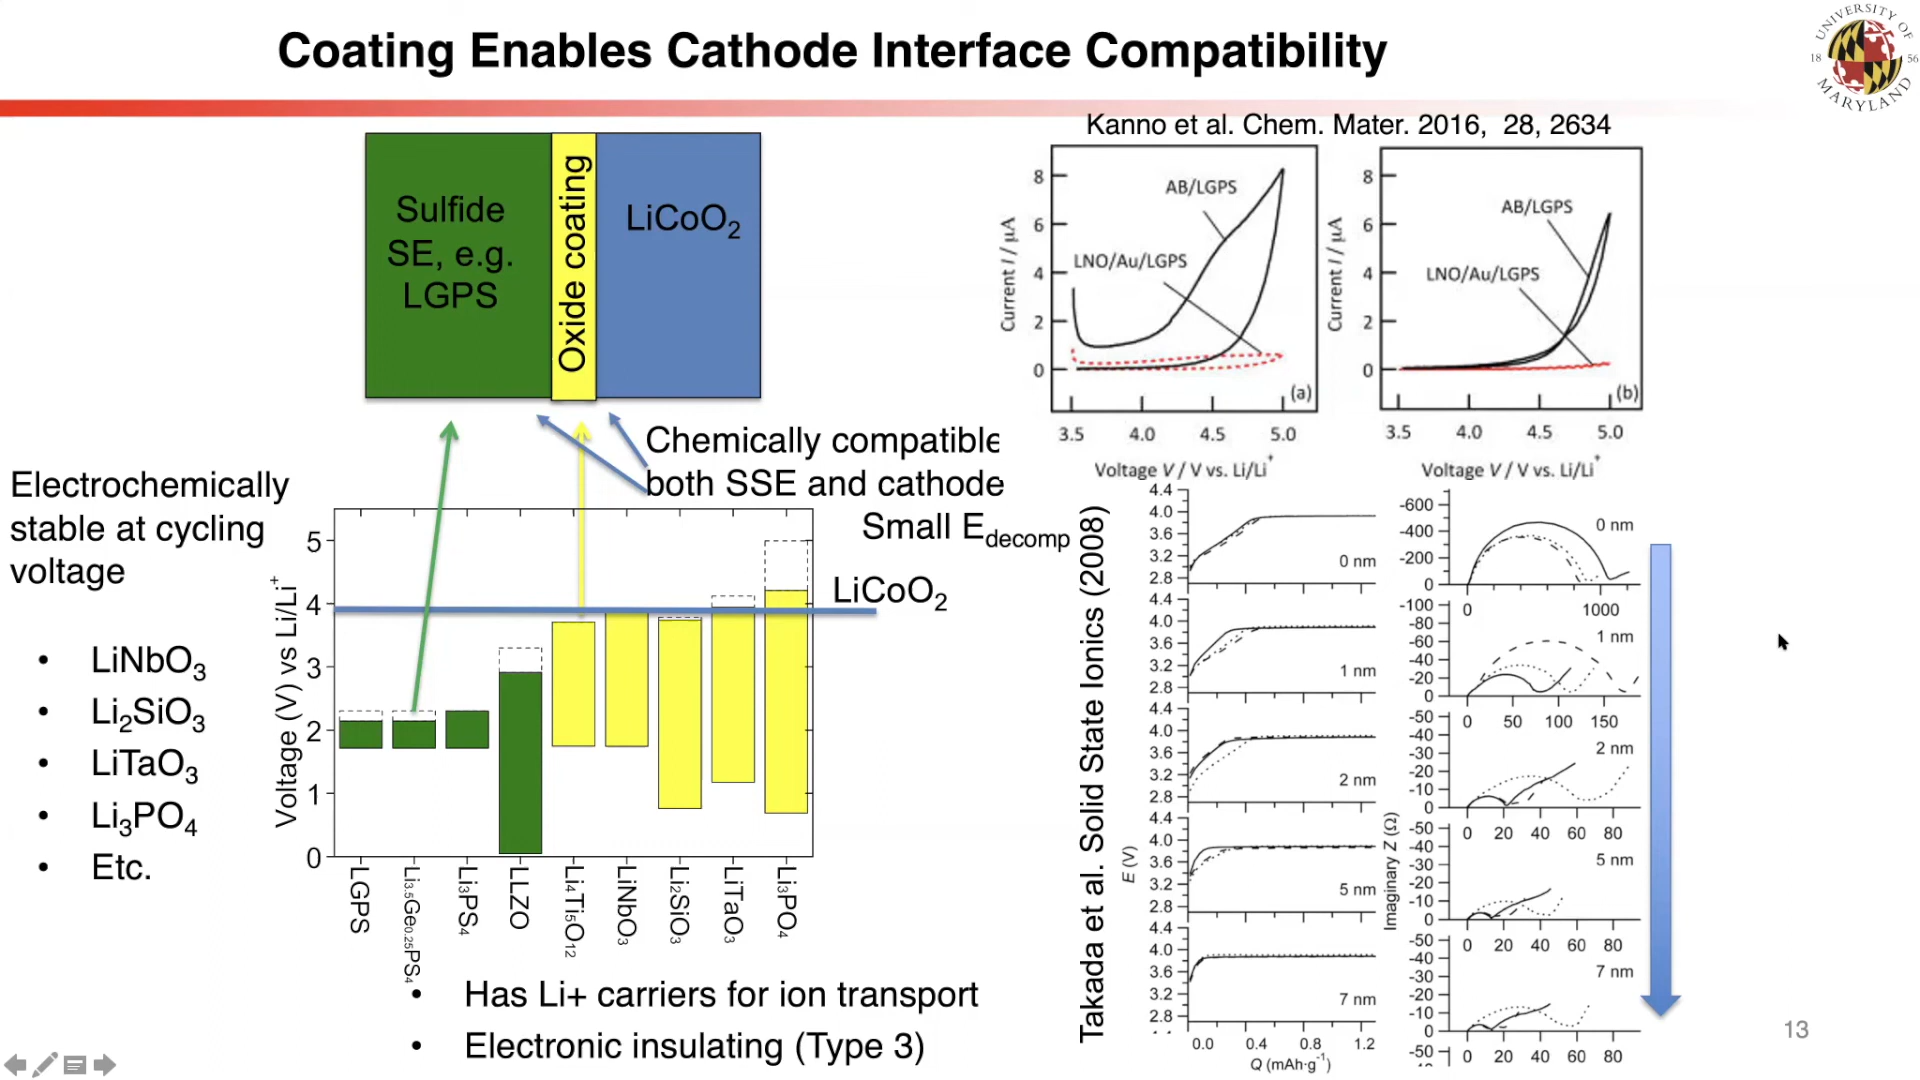 Coating Enables Cathode Interface Compatibility
UNIVERSITY OF
18 56
MARYLAND
Kanno et al. Chem. Mater. 2016, 28, 2634
Sulfide
SE, e.g.
LGPS
Oxide coating
LiCoO2
Chemically compatible
both SSE and cathode
Small Edecomp
Electrochemically
stable at cycling
voltage
• LiNbO3
• Li2SiO3
• LiTaO3
• Li3PO4
• Etc.
Voltage (V) vs Li/Li+
5
4
3
2
1
0
LiCoO2
LGPS
Li3.5Ge0.25PS4
Li3PS4
LLZO
Li4Ti5O12
LiNbO3
Li2SiO3
LiTaO3
Li3PO4
• Has Li+ carriers for ion transport
• Electronic insulating (Type 3)
Current I / μA
8
6
4
2
0
AB/LGPS
LNO/Au/LGPS
(a)
3.5 4.0 4.5 5.0
Voltage V / V vs. Li/Li+
Current I / μA
8
6
4
2
0
AB/LGPS
LNO/Au/LGPS
(b)
3.5 4.0 4.5 5.0
Voltage V / V vs. Li/Li+
Takada et al. Solid State Ionics (2008)
E (V)
4.4
4.0
3.6
3.2
2.8
0 nm
4.4
4.0
3.6
3.2
2.8
1 nm
4.4
4.0
3.6
3.2
2.8
2 nm
4.4
4.0
3.6
3.2
2.8
5 nm
4.4
4.0
3.6
3.2
2.8
7 nm
0.0 0.4 0.8 1.2
Q (mAh·g-1)
Imaginary Z (Ω)
-600
-400
-200
0
0 nm
0 1000
-100
-80
-60
-40
-20
0
1 nm
0 50 100 150
-50
-40
-30
-20
-10
0
2 nm
0 20 40 60 80
-50
-40
-30
-20
-10
0
5 nm
0 20 40 60 80
-50
-40
-30
-20
-10
0
7 nm
0 20 40 60 80
-50
13